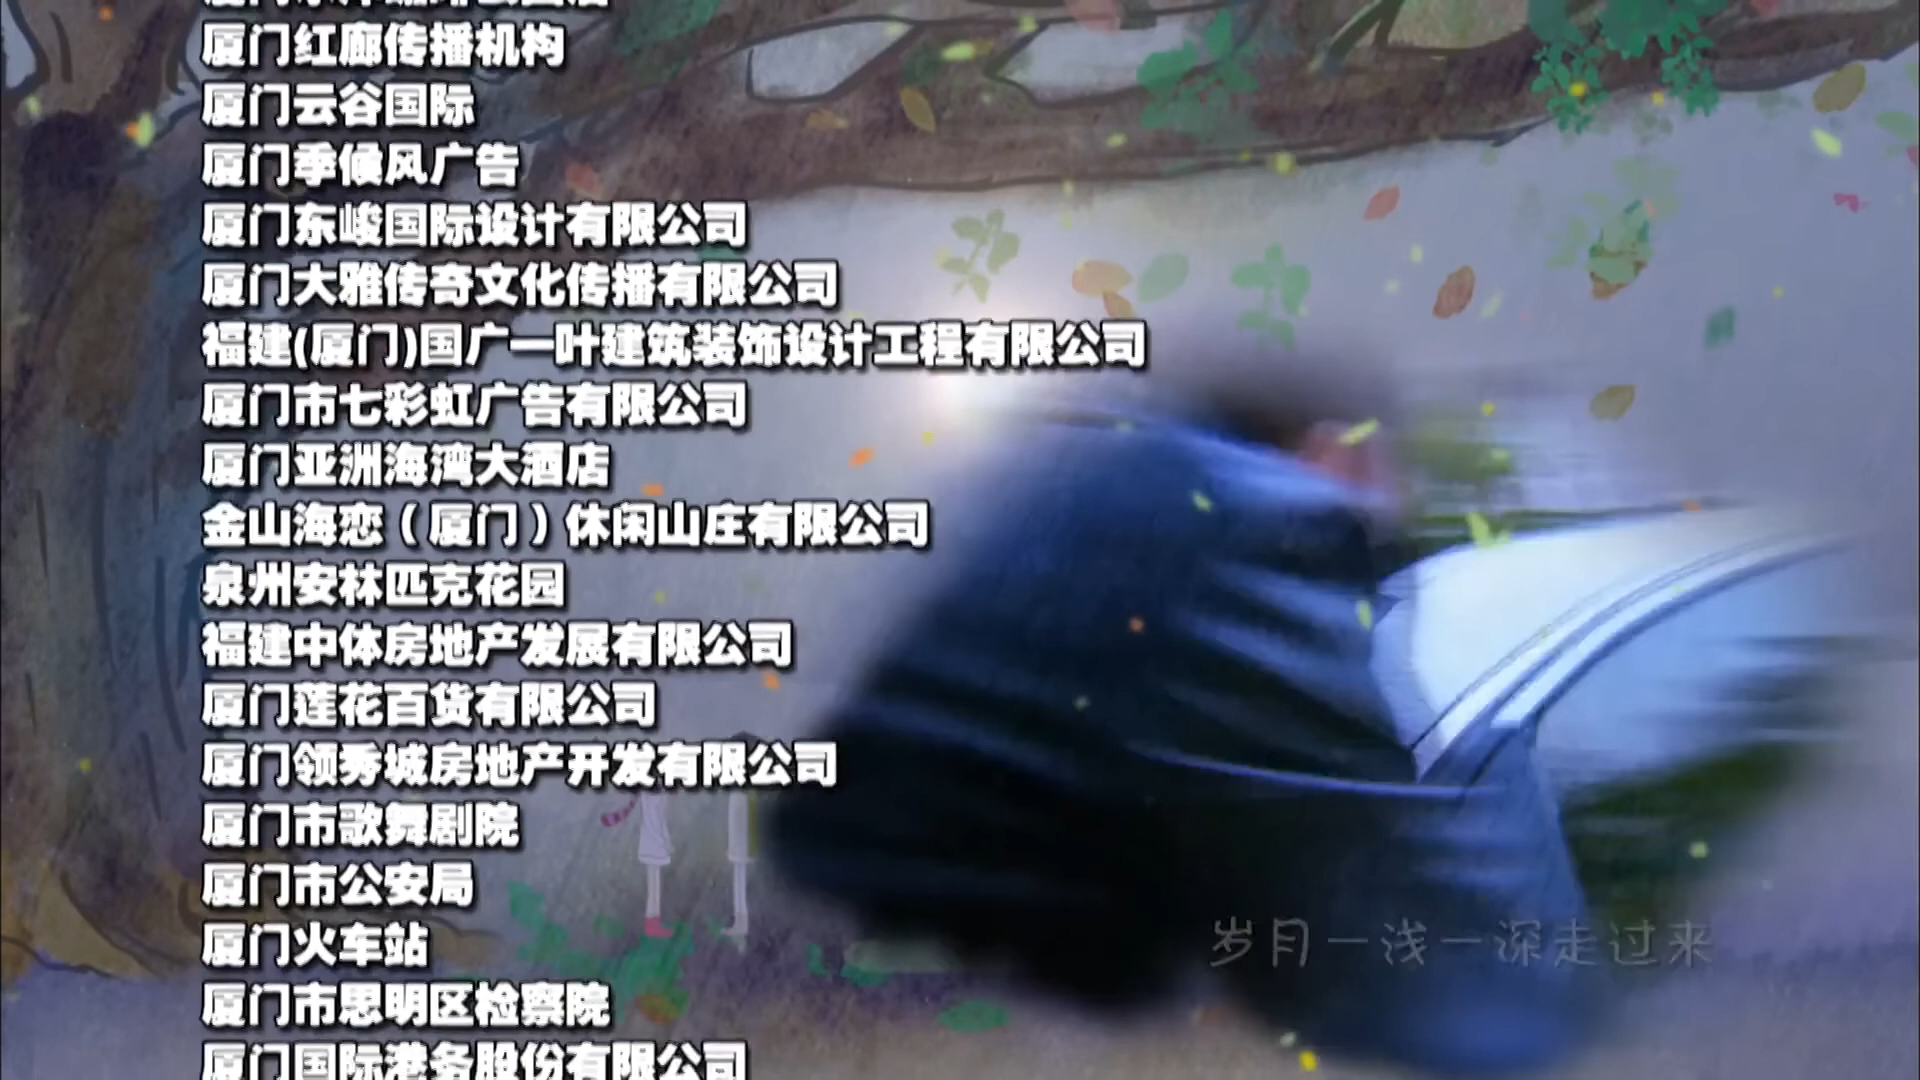 厦门红廊传播机构
厦门云谷国际
厦门季候风广告
厦门东峻国际设计有限公司
厦门大雅传奇文化传播有限公司
福建(厦门)国广一叶建筑装饰设计工程有限公司
厦门市七彩虹广告有限公司
厦门亚洲海湾大酒店
金山海恋（厦门）休闲山庄有限公司
泉州安林匹克花园
福建中体房地产发展有限公司
厦门莲花百货有限公司
厦门领秀城房地产开发有限公司
厦门市歌舞剧院
厦门市公安局
厦门火车站
岁月一浅一深走过来
厦门市思明区检察院
厦门国际港务股份有限公司